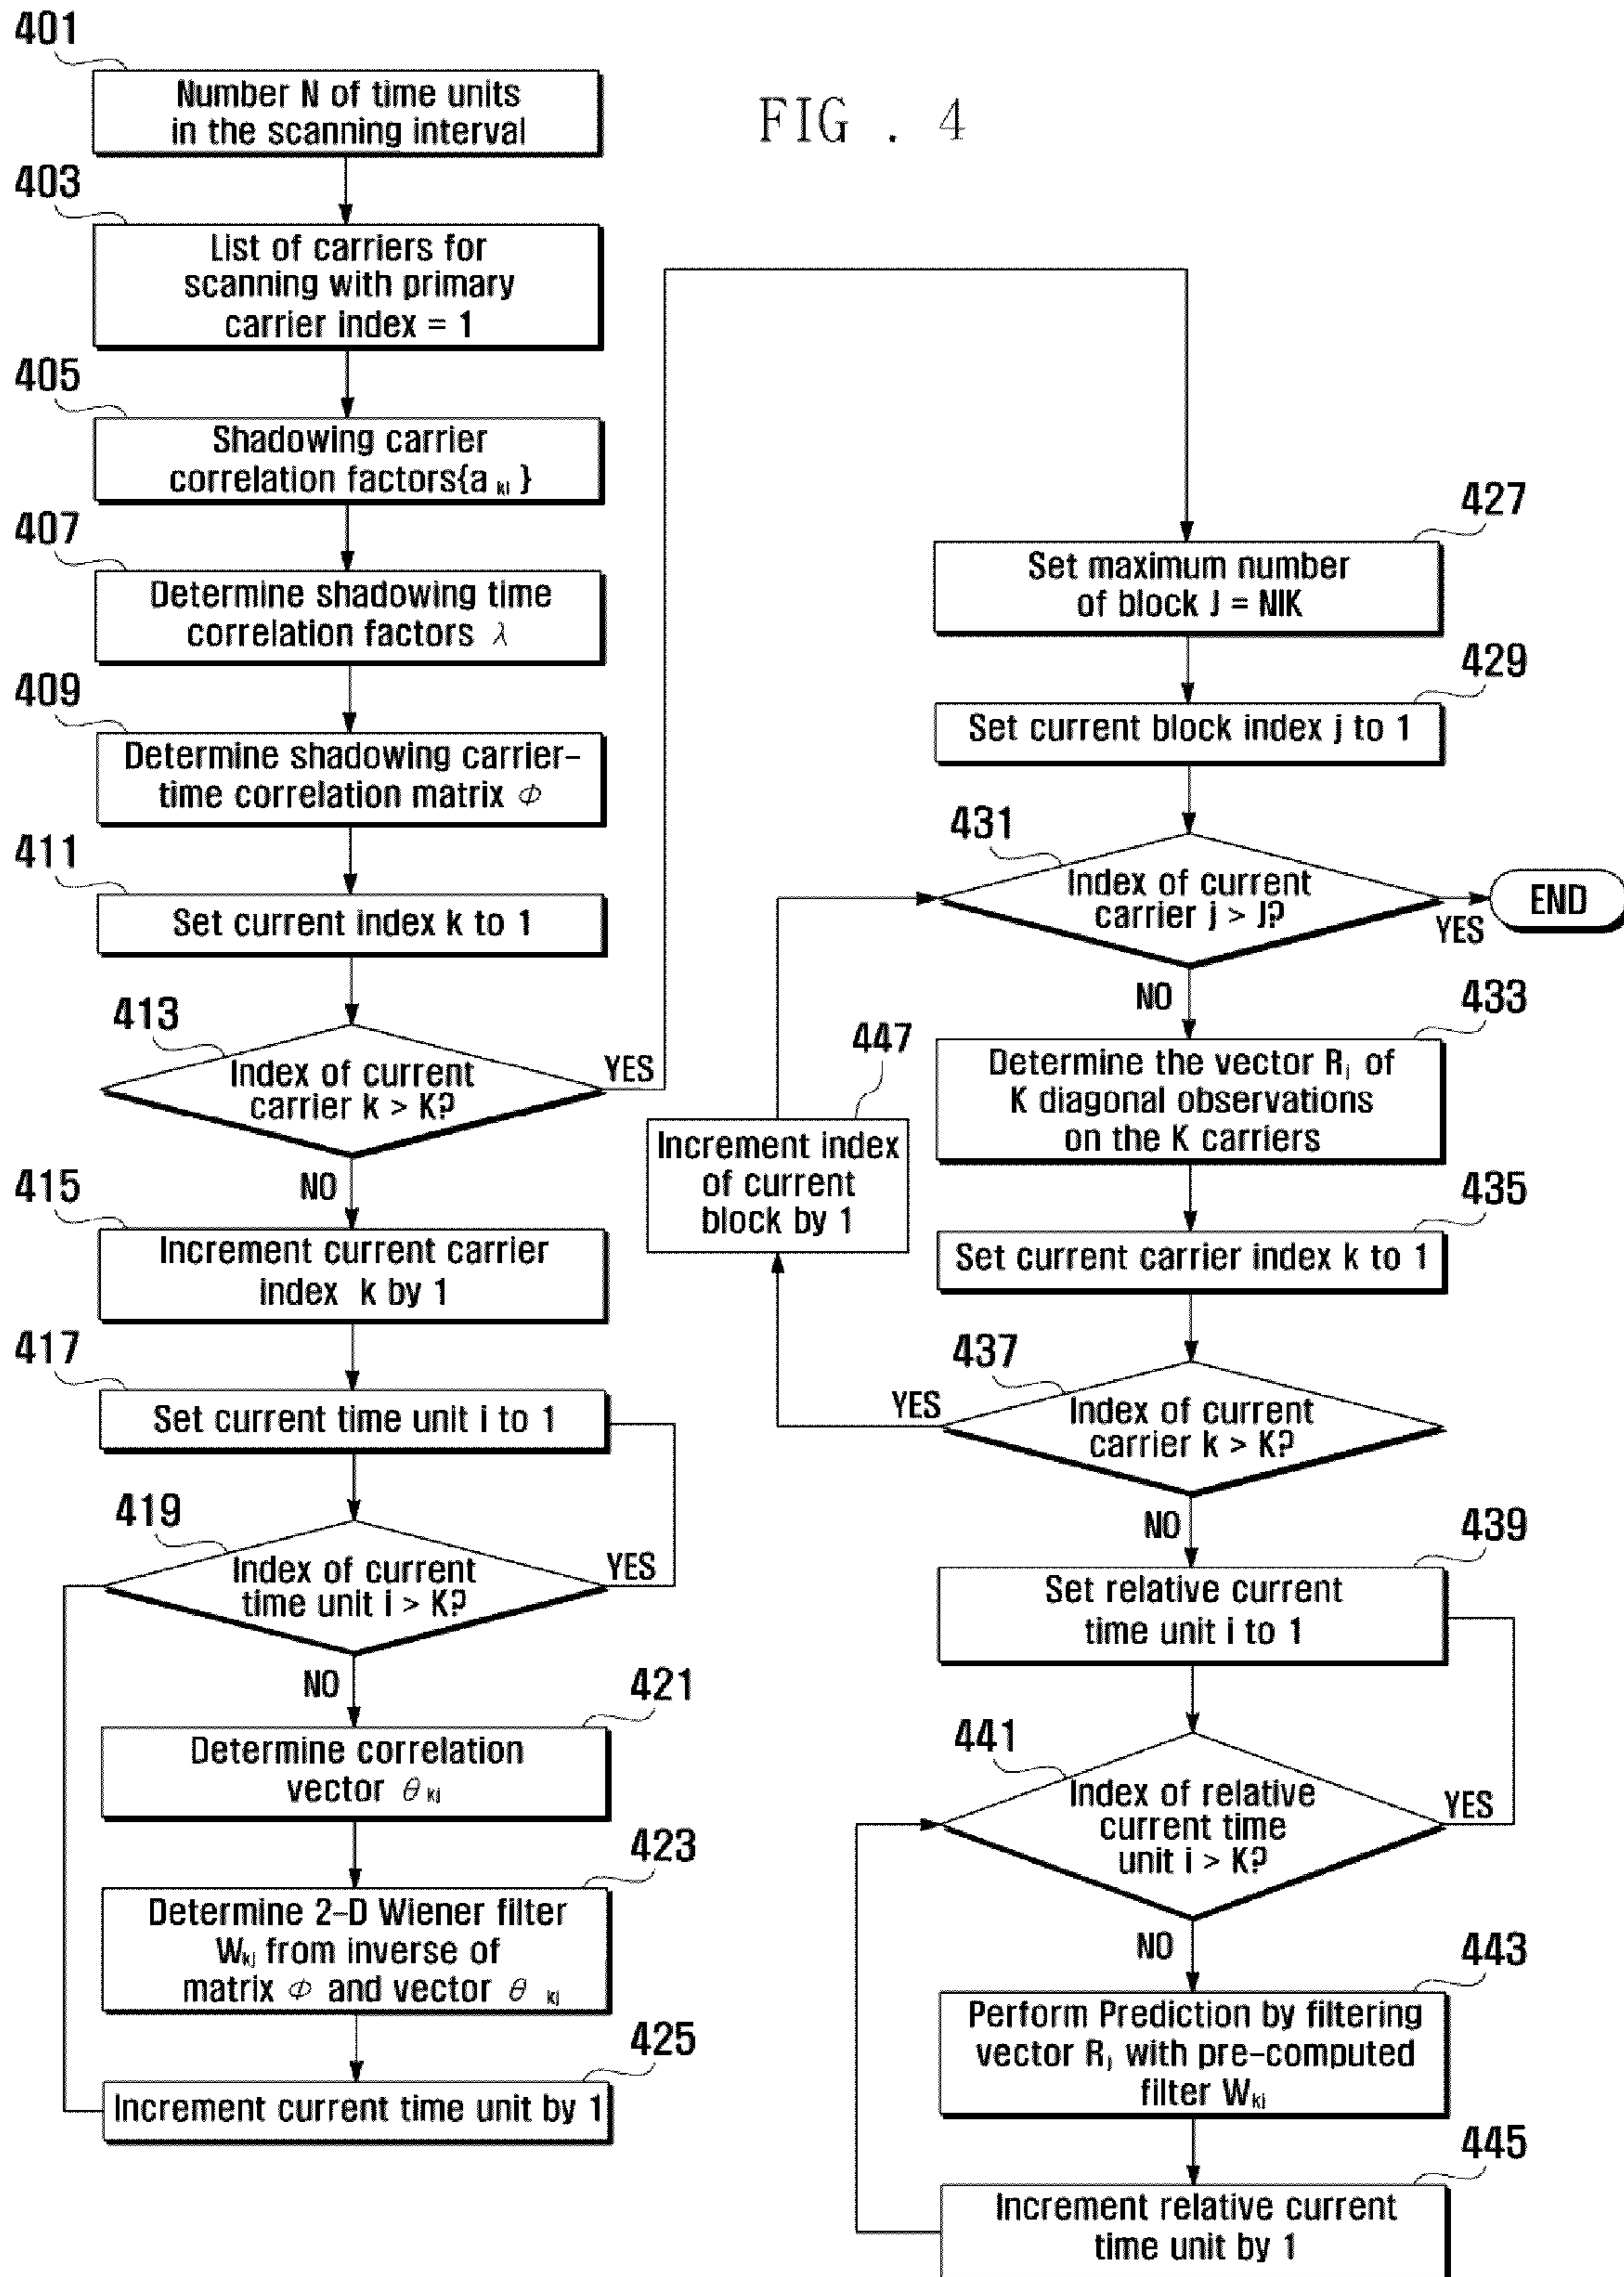 FIG . 4
401
Number N of time units
in the scanning interval
403
List of carriers for
scanning with primary
carrier index = 1
405
Shadowing carrier
correlation factors{a kl }
407
Determine shadowing time
correlation factors λ
409
Determine shadowing carrier-
time correlation matrix Φ
411
Set current index k to 1
413
Index of current
carrier k > K?
YES
NO
415
Increment current carrier
index k by 1
417
Set current time unit i to 1
419
Index of current
time unit i > K?
YES
NO
421
Determine correlation
vector θ ki
423
Determine 2-D Wiener filter
Wki from inverse of
matrix Φ and vector θ ki
425
Increment current time unit by 1
427
Set maximum number
of block J = NIK
429
Set current block index j to 1
431
Index of current
carrier j > J?
YES
END
NO
433
Determine the vector Rj of
K diagonal observations
on the K carriers
447
Increment index
of current
block by 1
435
Set current carrier index k to 1
437
Index of current
carrier k > K?
YES
NO
439
Set relative current
time unit i to 1
441
Index of relative
current time
unit i > K?
YES
NO
443
Perform Prediction by filtering
vector Rj with pre-computed
filter Wki
445
Increment relative current
time unit by 1